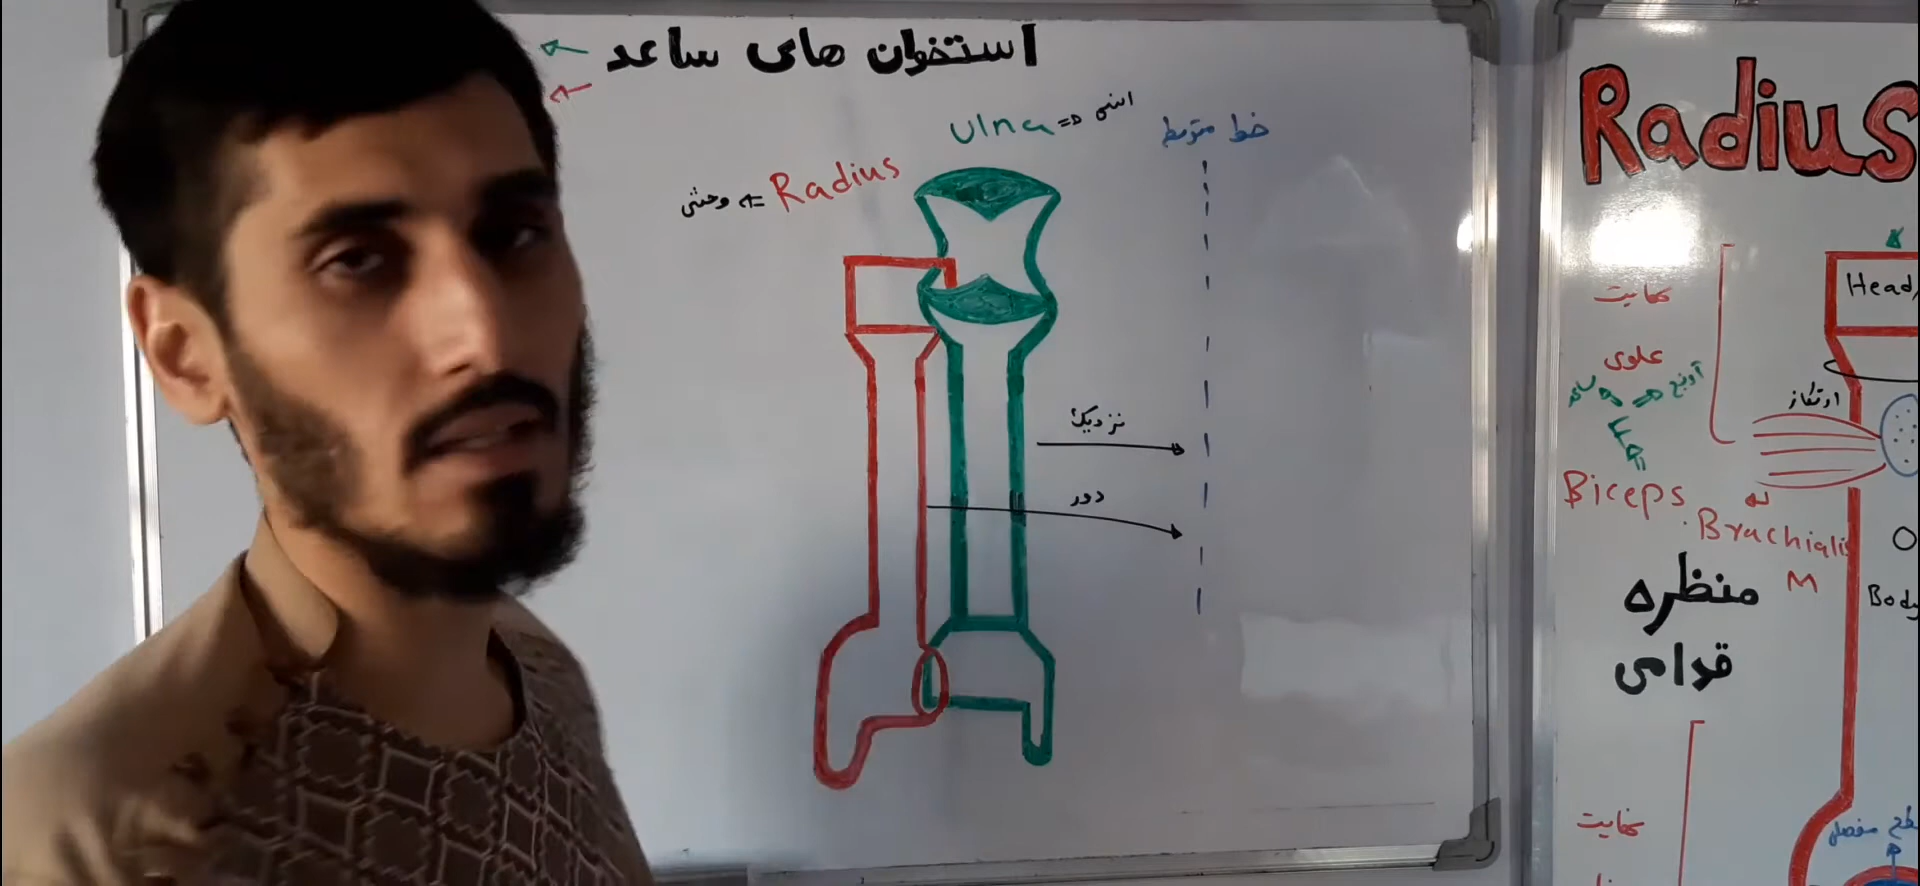 استخوان های ساعد
Ulna => انسی
خط متوسط
Radius => وحشی
نزدیک
دور
Radius
Head
نهایت
علوی
ارتکاز
Biceps
Brachialis
M
Body
منظره
قدامی
نهایت
سطح مفصلی